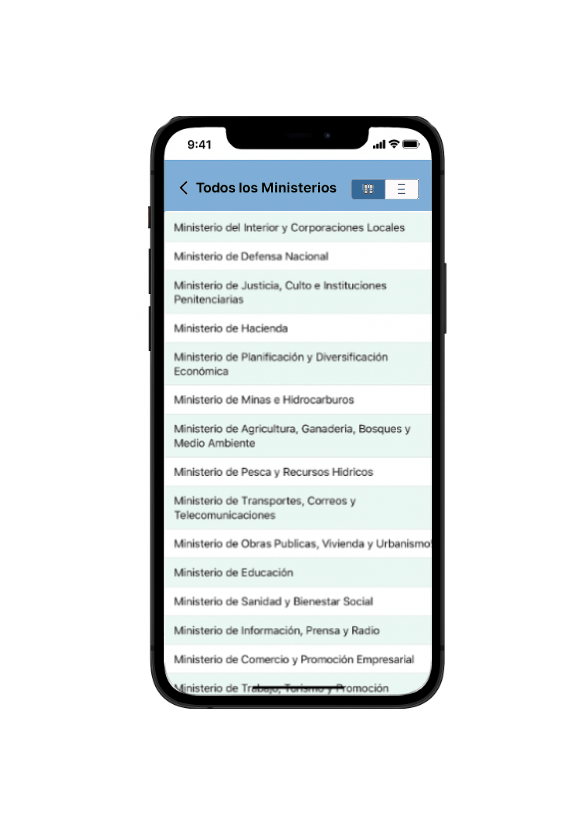 9:41
Todos los Ministerios
Ministerio del Interior y Corporaciones Locales
Ministerio de Defensa Nacional
Ministerio de Justicia, Culto e Instituciones
Penitenciarias
Ministerio de Hacienda
Ministerio de Planificación y Diversificación
Económica
Ministerio de Minas e Hidrocarburos
Ministerio de Agricultura, Ganaderia, Bosques y
Medio Ambiente
Ministerio de Pesca y Recursos Hidricos
Ministerio de Transportes, Correos y
Telecomunicaciones
Ministerio de Obras Publicas, Vivienda y Urbanismo
Ministerio de Educación
Ministerio de Sanidad y Bienestar Social
Ministerio de Información, Prensa y Radio
Ministerio de Comercio y Promoción Empresarial
Ministerio de Trabajo, Torismo y Promoción